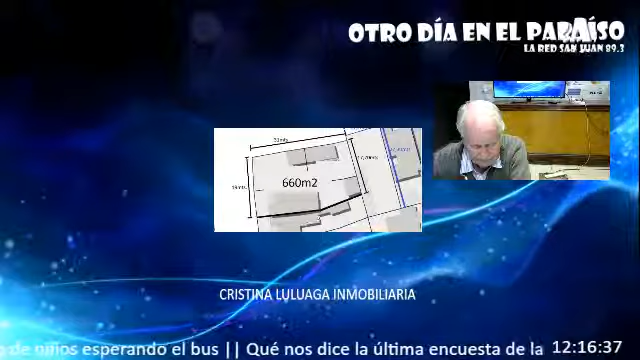 OTRO DÍA EN EL PARAÍSO
LA RED SAN JUAN 89.3
660m2
CRISTINA LULUAGA INMOBILIARIA
de niños esperando el bus || Qué nos dice la última encuesta de la
12:16:37